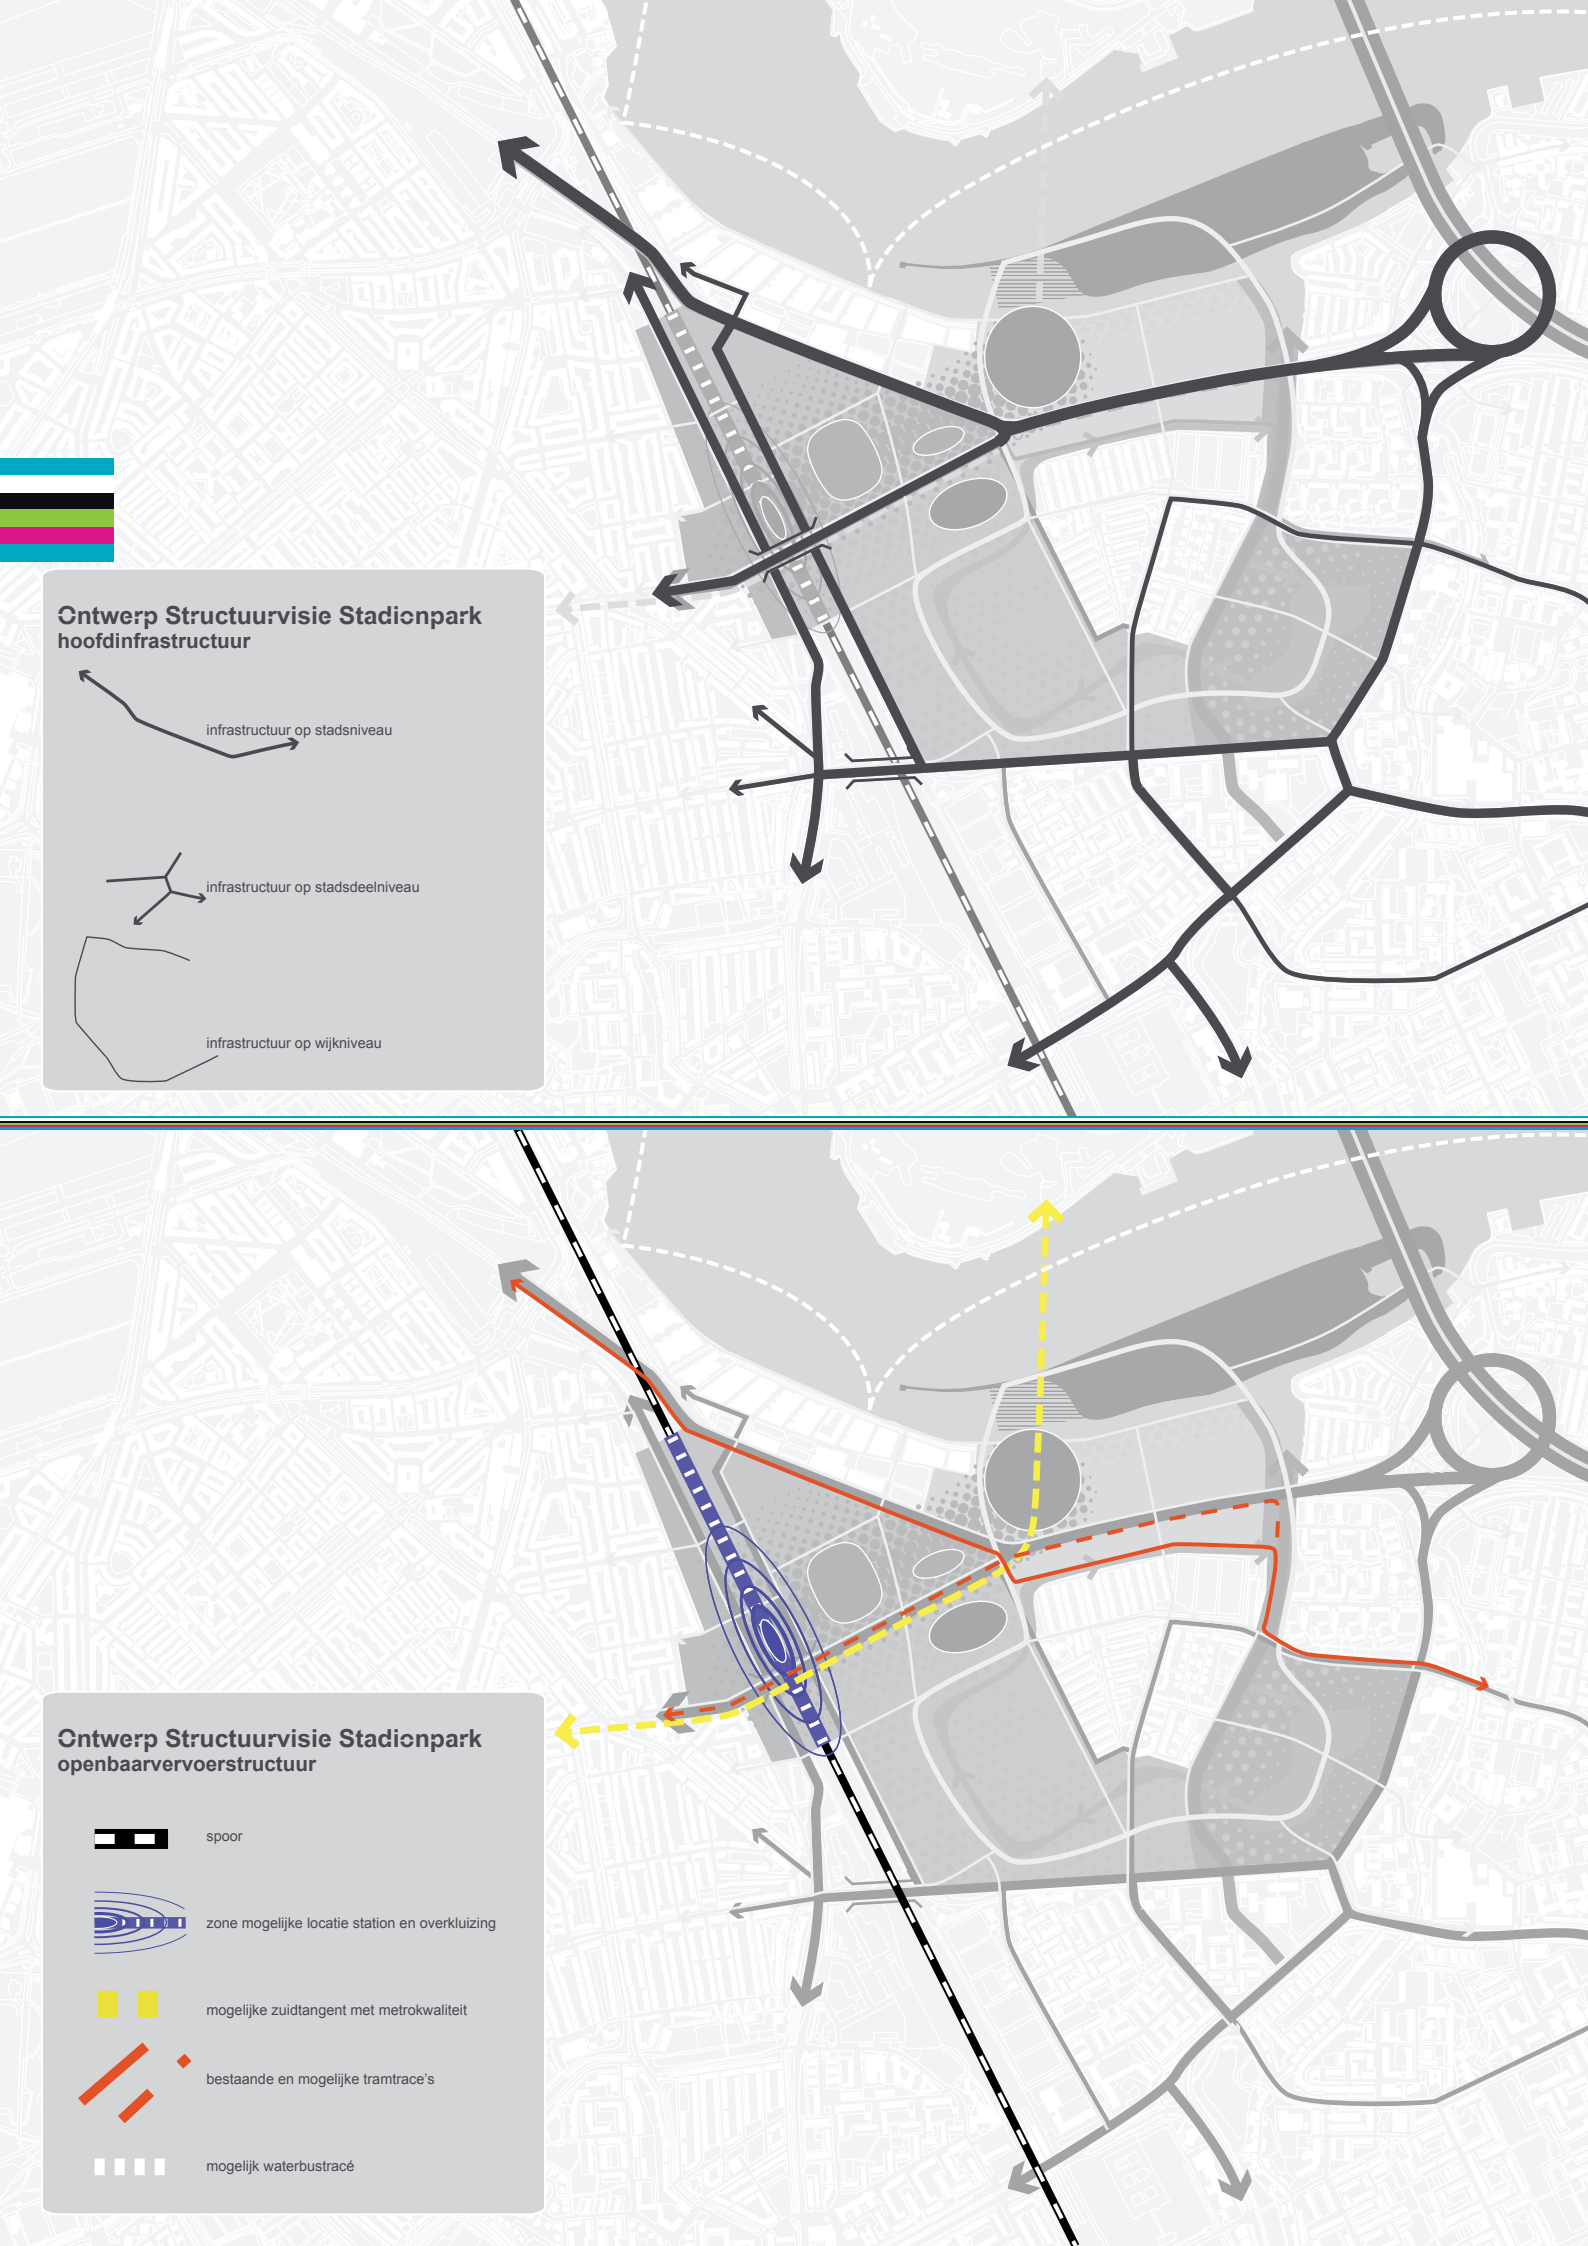 Ontwerp Structuurvisie Stadionpark
hoofdinfrastructuur
infrastructuur op stadsniveau
infrastructuur op stadsdeelniveau
infrastructuur op wijkniveau
Ontwerp Structuurvisie Stadionpark
openbaarvervoerstructuur
spoor
zone mogelijke locatie station en overkluizing
mogelijke zuidtangent met metrokwaliteit
bestaande en mogelijke tramtrace's
mogelijk waterbustracé